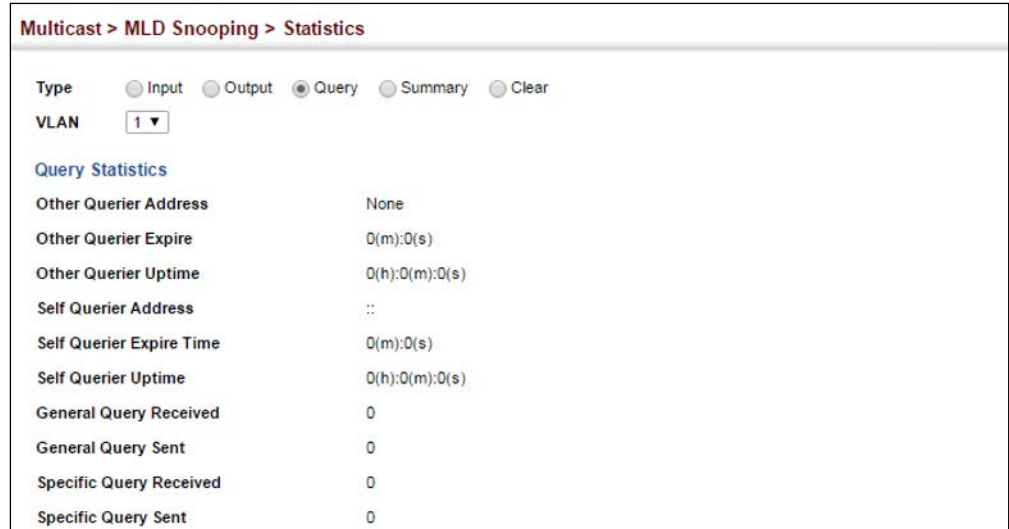 Multicast > MLD Snooping > Statistics
Type Input Output Query Summary Clear
VLAN 1
Query Statistics
Other Querier Address None
Other Querier Expire 0(m):0(s)
Other Querier Uptime 0(h):0(m):0(s)
Self Querier Address ::
Self Querier Expire Time 0(m):0(s)
Self Querier Uptime 0(h):0(m):0(s)
General Query Received 0
General Query Sent 0
Specific Query Received 0
Specific Query Sent 0